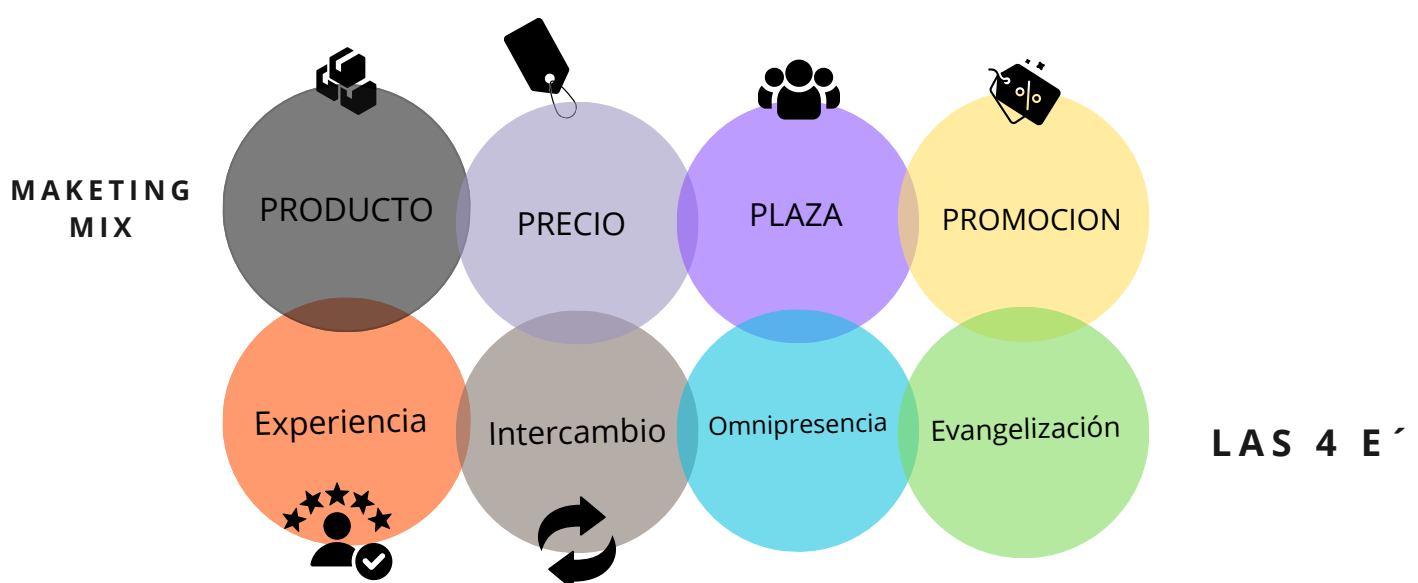 MAKETING
MIX
PRODUCTO
PRECIO
PLAZA
PROMOCION
%
Experiencia
Intercambio
Omnipresencia
Evangelización
LAS 4 E´